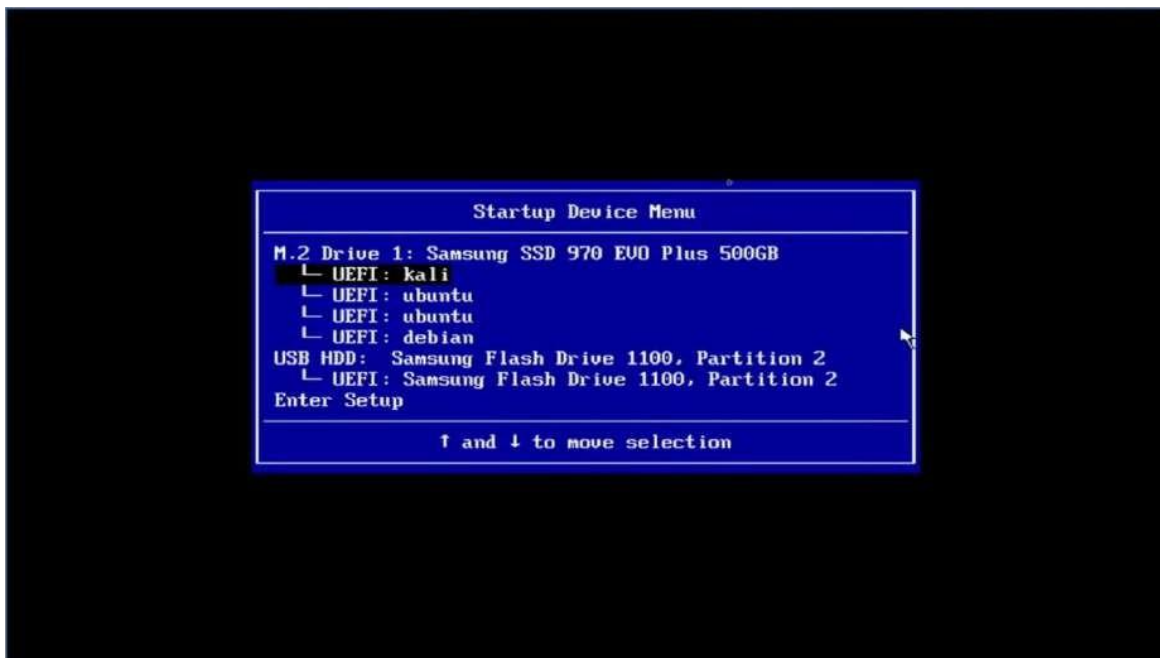 Startup Device Menu
M.2 Drive 1: Samsung SSD 970 EVO Plus 500GB
└─ UEFI: kali
└─ UEFI: ubuntu
└─ UEFI: ubuntu
└─ UEFI: debian
USB HDD: Samsung Flash Drive 1100, Partition 2
└─ UEFI: Samsung Flash Drive 1100, Partition 2
Enter Setup
↑ and ↓ to move selection